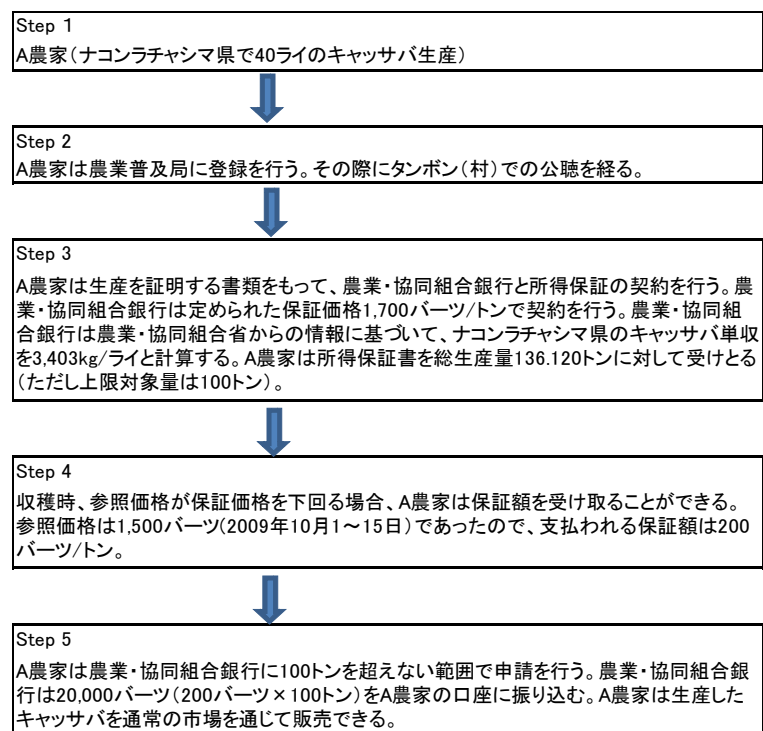 Step 1
A農家(ナコンラチャシマ県で40ライのキャッサバ生産)
Step 2
A農家は農業普及局に登録を行う。その際にタンボン(村)での公聴を経る。
Step 3
A農家は生産を証明する書類をもって、農業・協同組合銀行と所得保証の契約を行う。農
業・協同組合銀行は定められた保証価格1,700バーツ/トンで契約を行う。農業・協同組
合銀行は農業・協同組合省からの情報に基づいて、ナコンラチャシマ県のキャッサバ単収
を3,403kg/ライと計算する。A農家は所得保証書を総生産量136.120トンに対して受けとる
(ただし上限対象量は100トン)。
Step 4
収穫時、参照価格が保証価格を下回る場合、A農家は保証額を受け取ることができる。
参照価格は1,500バーツ(2009年10月1~15日)であったので、支払われる保証額は200
バーツ/トン。
Step 5
A農家は農業・協同組合銀行に100トンを超えない範囲で申請を行う。農業・協同組合銀
行は20,000バーツ(200バーツ×100トン)をA農家の口座に振り込む。A農家は生産した
キャッサバを通常の市場を通じて販売できる。